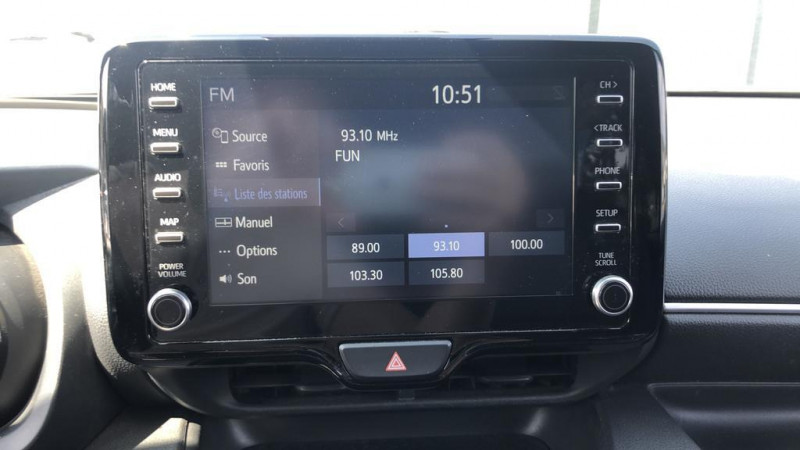 HOME
MENU
AUDIO
MAP
POWER
VOLUME
FM
10:51
Source
Favoris
Liste des stations
Manuel
Options
Son
93.10 MHz
FUN
89.00 93.10 100.00
103.30 105.80
CH >
< TRACK
PHONE
SETUP
TUNE
SCROLL